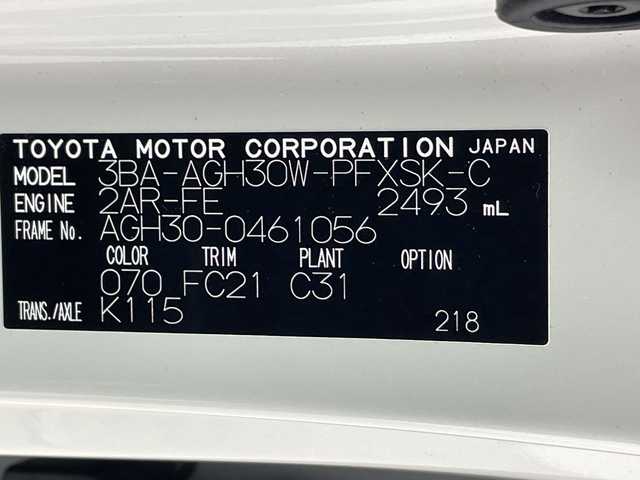 TOYOTA MOTOR CORPORATION JAPAN
MODEL 3BA-AGH30W-PFXSK-C
ENGINE 2AR-FE 2493 mL
FRAME No. AGH30-0461056
COLOR TRIM PLANT OPTION
070 FC21 C31
TRANS./AXLE K115
218